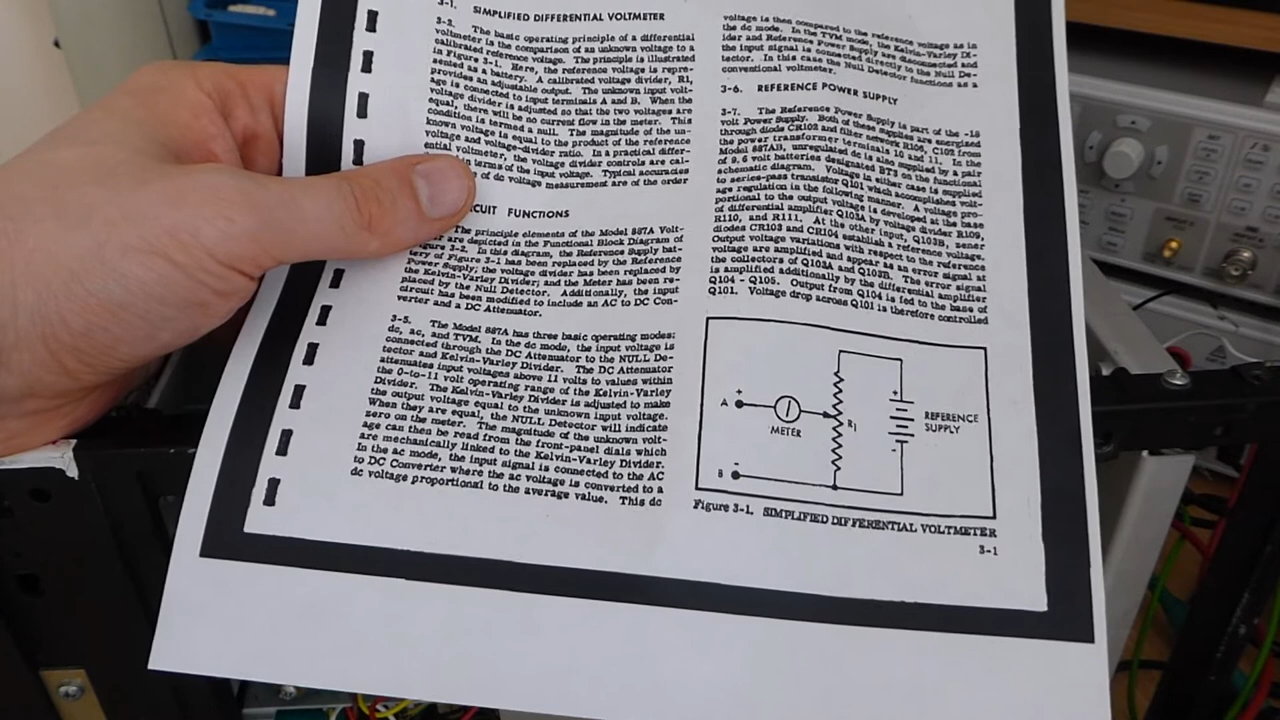 3-1. SIMPLIFIED DIFFERENTIAL VOLTMETER
3-2. The basic operating principle of a differential
voltmeter is the comparison of an unknown voltage to a
calibrated reference voltage. The principle is illustrated
in Figure 3-1. Here, the reference voltage is repre-
sented as a battery. A calibrated voltage divider, R1,
provides an adjustable output. The unknown input volt-
age is connected to input terminals A and B. When the
voltage divider is adjusted so that the two voltages are
equal, there will be no current flow in the meter. This
condition is termed a null. The magnitude of the un-
known voltage is equal to the product of the reference
voltage and voltage-divider ratio. In a practical differ-
ential voltmeter, the voltage divider controls are cal-
in terms of the input voltage. Typical accuracies
of dc voltage measurement are of the order
CUIT FUNCTIONS
The principle elements of the Model 887A Volt-
are depicted in the Functional Block Diagram of
gure 3-2. In this diagram, the Reference Supply bat-
tery of Figure 3-1 has been replaced by the Reference
Power Supply; the voltage divider has been replaced by
the Kelvin-Varley Divider; and the Meter has been re-
placed by the Null Detector. Additionally, the input
circuit has been modified to include an AC to DC Con-
verter and a DC Attenuator.
3-5. The Model 887A has three basic operating modes:
dc, ac, and TVM. In the dc mode, the input voltage is
connected through the DC Attenuator to the NULL De-
tector and Kelvin-Varley Divider. The DC Attenuator
attenuates input voltages above 11 volts to values within
the 0-to-11 volt operating range of the Kelvin-Varley
Divider. The Kelvin-Varley Divider is adjusted to make
the output voltage equal to the unknown input voltage.
When they are equal, the NULL Detector will indicate
zero on the meter. The magnitude of the unknown volt-
age can then be read from the front-panel dials which
are mechanically linked to the Kelvin-Varley Divider.
In the ac mode, the input signal is connected to the AC
to DC Converter where the ac voltage is converted to a
dc voltage proportional to the average value. This dc
voltage is then compared to the reference voltage as in
the dc mode. In the TVM mode, the Kelvin-Varley Di-
vider and Reference Power Supply are disconnected and
the input signal is connected directly to the Null De-
tector. In this case the Null Detector functions as a
conventional voltmeter.
3-6. REFERENCE POWER SUPPLY
3-7. The Reference Power Supply is part of the -18
volt Power Supply. Both of these supplies are energized
through diode CR102 and filter network R106, C102 from
the power transformer terminals 10 and 11. In the
Model 887AB, unregulated dc is also supplied by a pair
of 9.6 volt batteries designated BT3 on the functional
schematic diagram. Voltage in either case is supplied
to series-pass transistor Q101 which accomplishes volt-
age regulation in the following manner. A voltage pro-
portional to the output voltage is developed at the base
of differential amplifier Q103A by voltage divider R109,
R110, and R111. At the other input, Q103B, zener
diodes CR103 and CR104 establish a reference voltage.
Output voltage variations with respect to the reference
voltage are amplified and appear as an error signal at
the collectors of Q103A and Q103B. The error signal
is amplified additionally by the differential amplifier
Q104 - Q105. Output from Q104 is fed to the base of
Q101. Voltage drop across Q101 is therefore controlled
A
+
METER
R1
+
-
REFERENCE
SUPPLY
B
-
Figure 3-1. SIMPLIFIED DIFFERENTIAL VOLTMETER
3-1